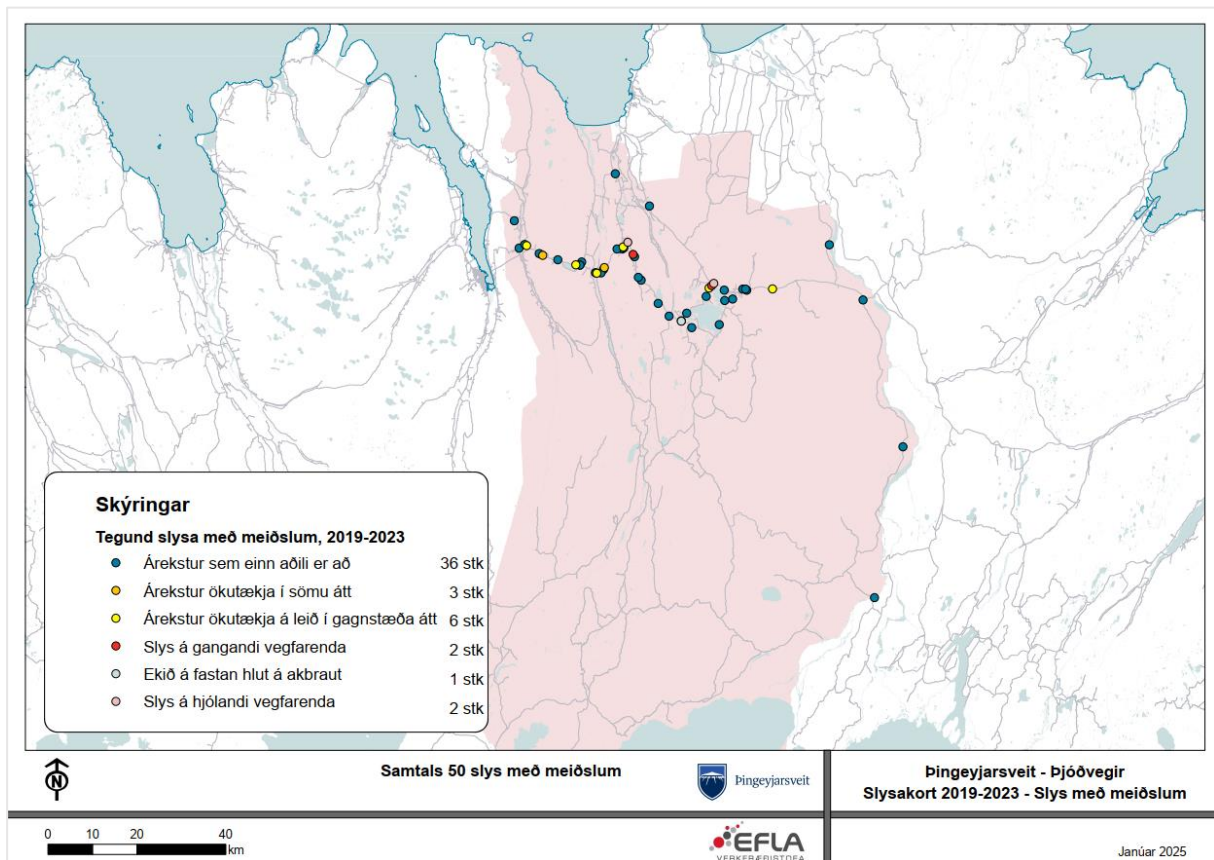 Skýringar
Tegund slysa með meiðslum, 2019-2023
Árekstur sem einn aðili er að 36 stk
Árekstur ökutækja í sömu átt 3 stk
Árekstur ökutækja á leið í gagnstæða átt 6 stk
Slys á gangandi vegfarenda 2 stk
Ekið á fastan hlut á akbraut 1 stk
Slys á hjólandi vegfarenda 2 stk
N
Samtals 50 slys með meiðslum
Þingeyjarsveit
Þingeyjarsveit - Þjóðvegir
Slysakort 2019-2023 - Slys með meiðslum
0 10 20 40
km
EFLA
VERKFRÆÐISTOFA
Janúar 2025